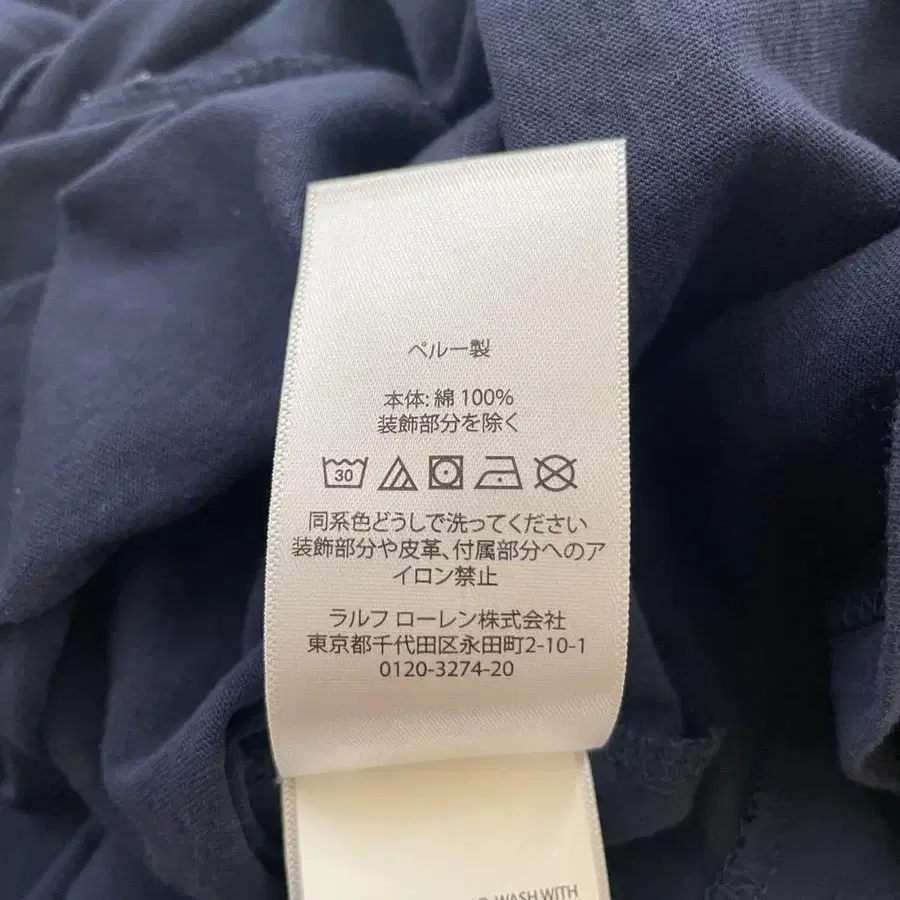 ペルー製
本体: 綿 100%
装飾部分を除く
30
同系色どうしで洗ってください
装飾部分や皮革、付属部分へのア
イロン禁止
ラルフ ローレン株式会社
東京都千代田区永田町2-10-1
0120-3274-20
WASH WITH